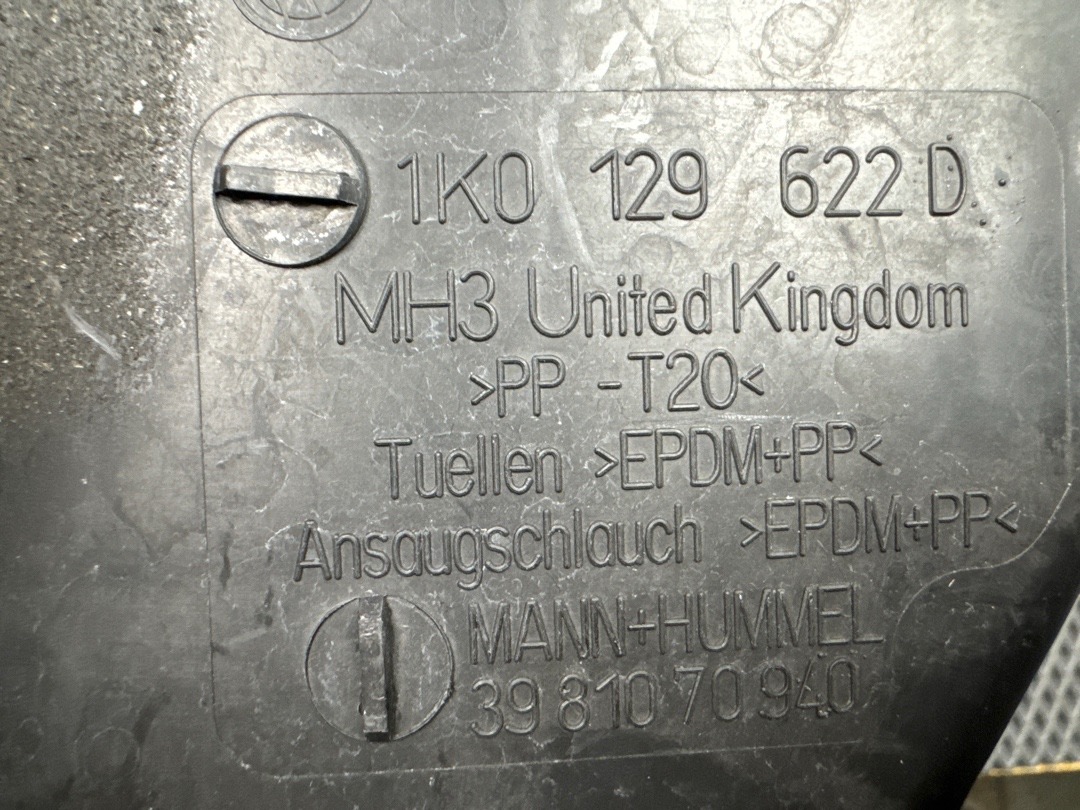 1K0 129 622 D
MH3 United Kingdom
>PP -T20<
Tuellen >EPDM+PP<
Ansaugschlauch >EPDM+PP<
MANN+HUMMEL
39 810 70 940